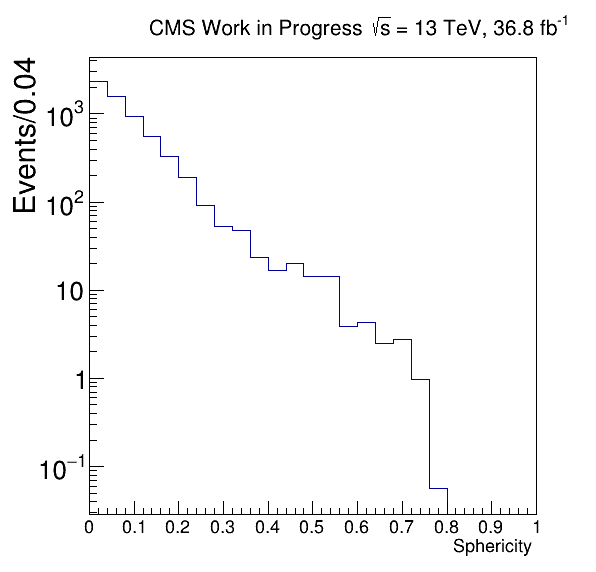 CMS Work in Progress √s = 13 TeV, 36.8 fb⁻¹
Events/0.04
10³
10²
10
1
10⁻¹
0 0.1 0.2 0.3 0.4 0.5 0.6 0.7 0.8 0.9 1
Sphericity